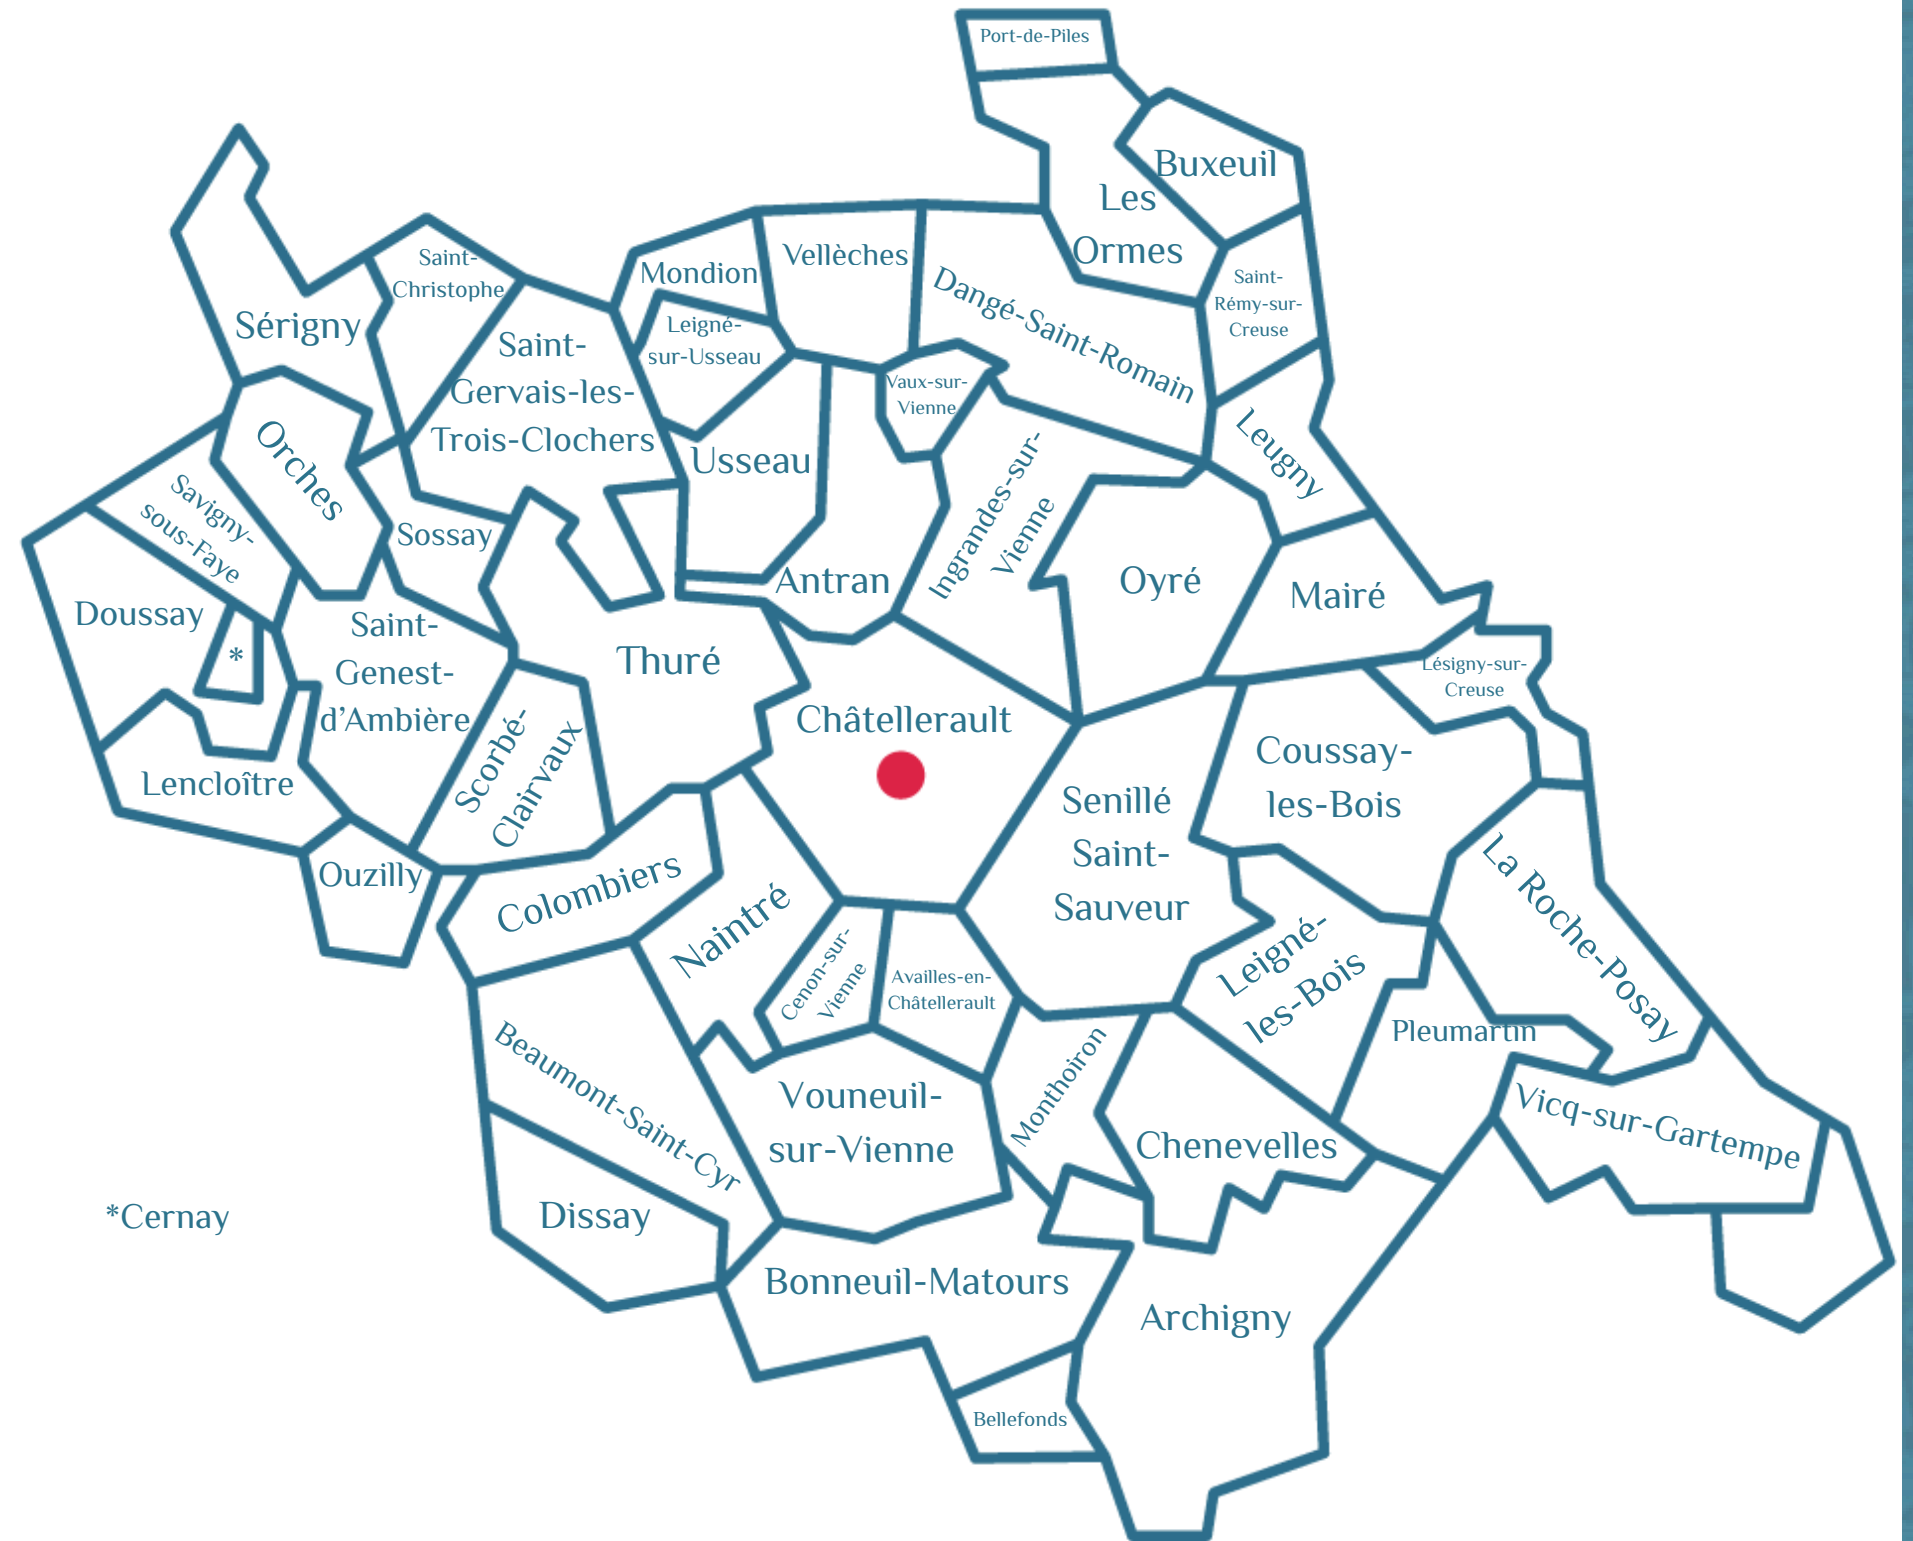 Port-de-Piles
Buxeuil
Les
Ormes
Saint-
Christophe
Mondion
Vellèches
Dangé-Saint-Romain
Saint-
Rémy-sur-
Creuse
Sérigny
Saint-
Gervais-les-
Trois-Clochers
Leigné-
sur-Usseau
Vaux-sur-
Vienne
Leugny
Orches
Usseau
Savigny-
sous-Faye
Sossay
Antran
Ingrandes-sur-
Vienne
Oyré
Mairé
Doussay
*
Saint-
Genest-
d'Ambière
Thuré
Lésigny-sur-
Creuse
Châtellerault
Lencloître
Scorbé-
Clairvaux
Senillé
Saint-
Sauveur
Coussay-
les-Bois
Ouzilly
Colombiers
Naintré
Cenon-sur-
Vienne
Availles-en-
Châtellerault
Leigné-
les-Bois
La Roche-Posay
Pleumartin
Beaumont-Saint-Cyr
Vouneuil-
sur-Vienne
Monthoiron
Chenevelles
Vicq-sur-Gartempe
*Cernay
Dissay
Bonneuil-Matours
Archigny
Bellefonds